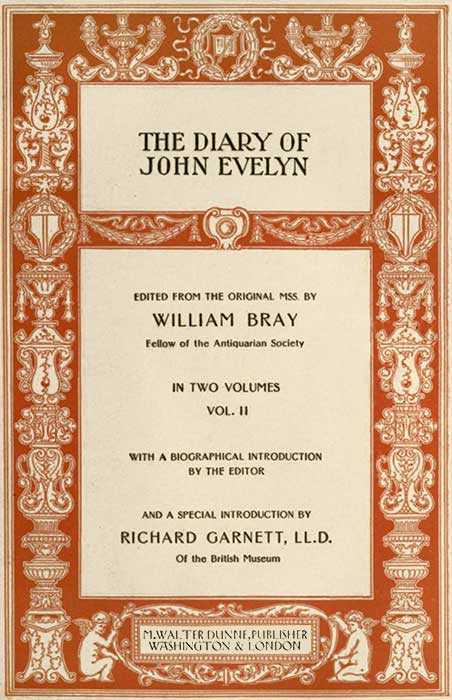 THE DIARY OF
JOHN EVELYN
EDITED FROM THE ORIGINAL MSS. BY
WILLIAM BRAY
Fellow of the Antiquarian Society
IN TWO VOLUMES
VOL. II
WITH A BIOGRAPHICAL INTRODUCTION
BY THE EDITOR
AND A SPECIAL INTRODUCTION BY
RICHARD GARNETT, LL.D.
Of the British Museum
M. WALTER DUNNE, PUBLISHER
WASHINGTON & LONDON